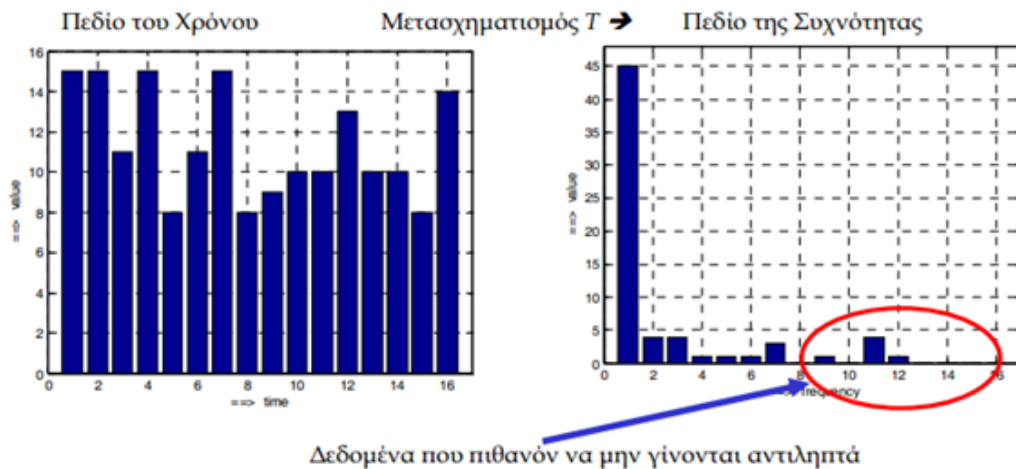 Πεδίο του Χρόνου Μετασχηματισμός T ➔ Πεδίο της Συχνότητας
16
14
12
10
8
6
4
2
0
==> value
0 2 4 6 8 10 12 14 16
==> time
45
40
35
30
25
20
15
10
5
0
==> value
0 2 4 6 8 10 12 14 16
==> frequency
Δεδομένα που πιθανόν να μην γίνονται αντιληπτά